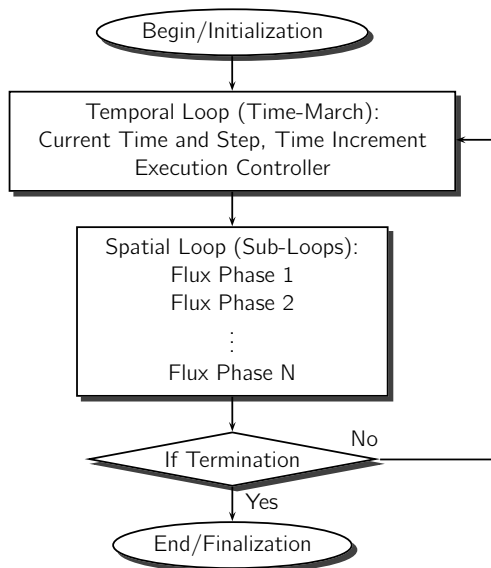 Begin/Initialization
Temporal Loop (Time-March):
Current Time and Step, Time Increment
Execution Controller
Spatial Loop (Sub-Loops):
Flux Phase 1
Flux Phase 2
⋮
Flux Phase N
If Termination
No
Yes
End/Finalization